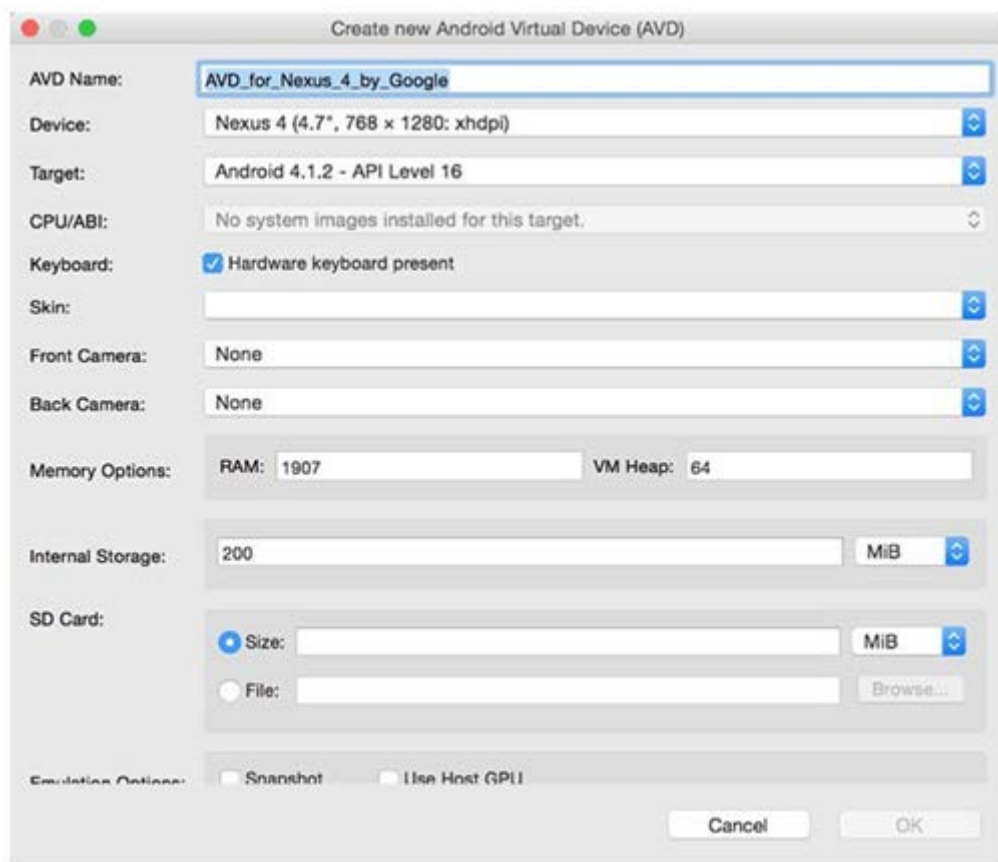 Create new Android Virtual Device (AVD)
AVD Name: AVD_for_Nexus_4_by_Google
Device: Nexus 4 (4.7", 768 × 1280: xhdpi)
Target: Android 4.1.2 - API Level 16
CPU/ABI: No system images installed for this target.
Keyboard: Hardware keyboard present
Skin:
Front Camera: None
Back Camera: None
Memory Options: RAM: 1907 VM Heap: 64
Internal Storage: 200 MiB
SD Card:
Size: MiB
File: Browse...
Emulation Options: Snapshot Use Host GPU
Cancel OK